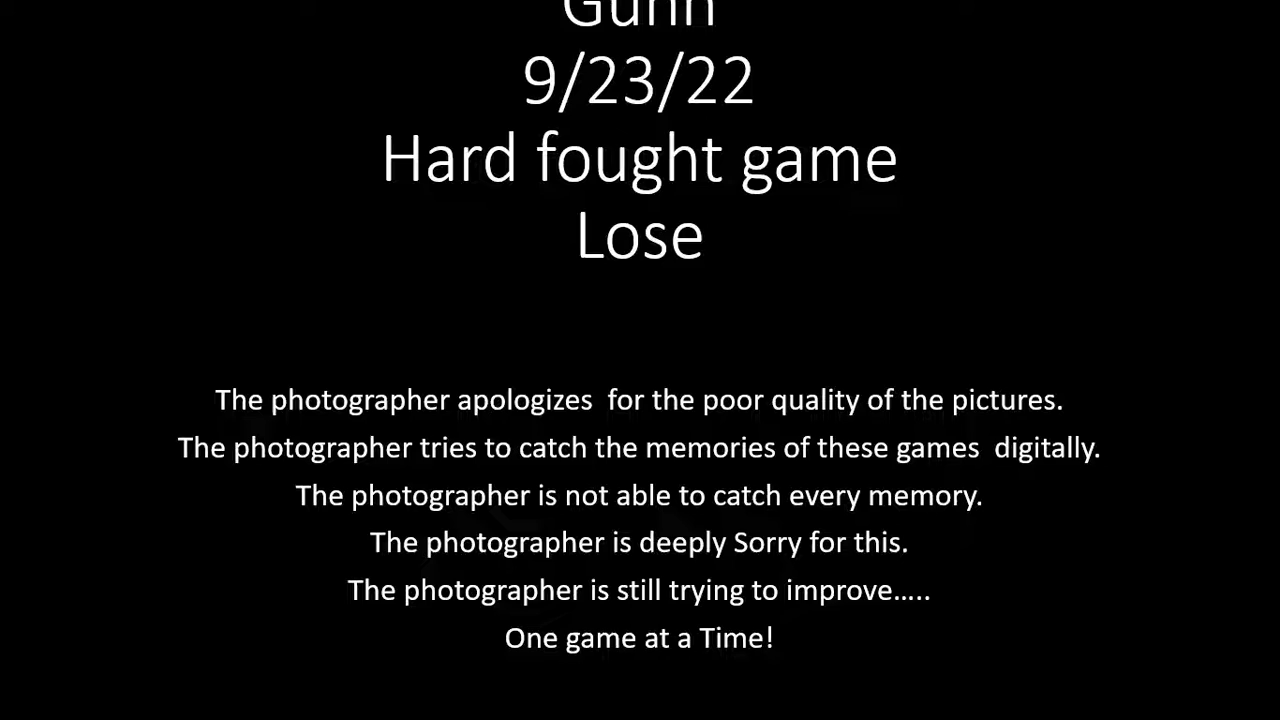 Gunn
9/23/22
Hard fought game
Lose
The photographer apologizes  for the poor quality of the pictures.
The photographer tries to catch the memories of these games  digitally.
The photographer is not able to catch every memory.
The photographer is deeply Sorry for this.
The photographer is still trying to improve…..
One game at a Time!